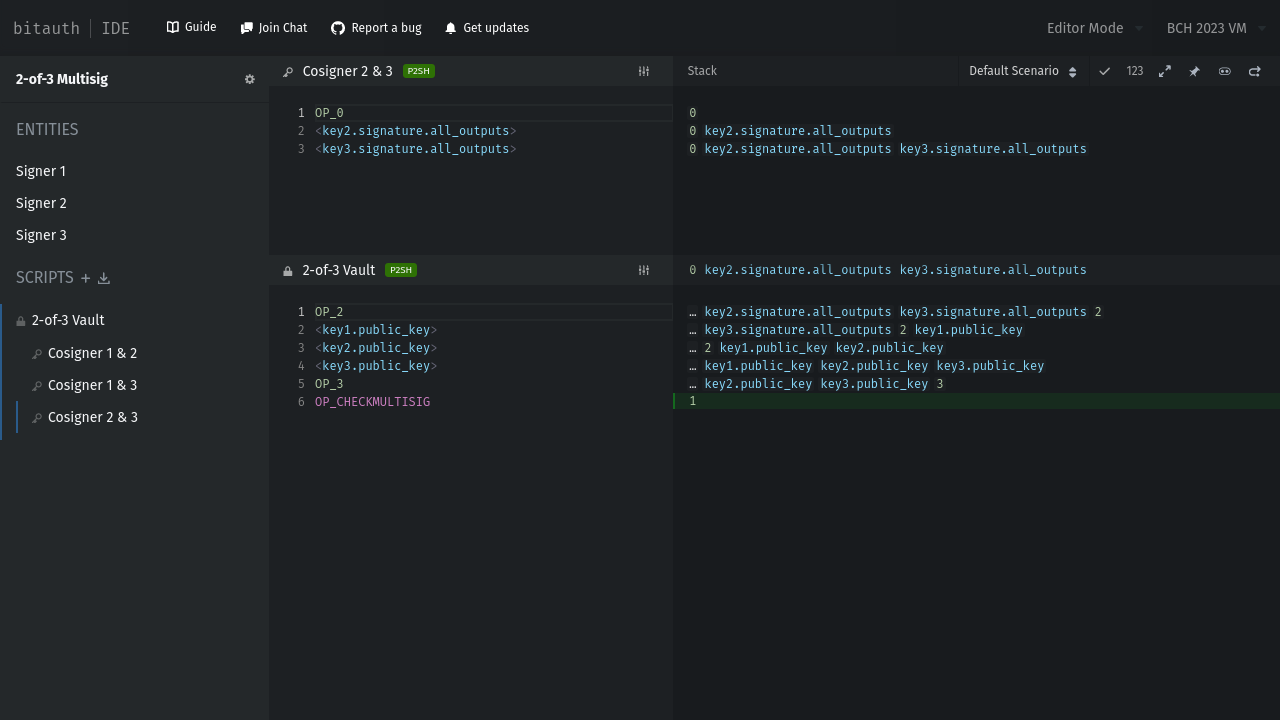 bitauth | IDE
Guide
Join Chat
Report a bug
Get updates
Editor Mode
BCH 2023 VM
2-of-3 Multisig
ENTITIES
Signer 1
Signer 2
Signer 3
SCRIPTS +
2-of-3 Vault
Cosigner 1 & 2
Cosigner 1 & 3
Cosigner 2 & 3
Cosigner 2 & 3 P2SH
1 OP_0
2 <key2.signature.all_outputs>
3 <key3.signature.all_outputs>
Stack
Default Scenario
123
0
0 key2.signature.all_outputs
0 key2.signature.all_outputs key3.signature.all_outputs
2-of-3 Vault P2SH
0 key2.signature.all_outputs key3.signature.all_outputs
1 OP_2
2 <key1.public_key>
3 <key2.public_key>
4 <key3.public_key>
5 OP_3
6 OP_CHECKMULTISIG
… key2.signature.all_outputs key3.signature.all_outputs 2
… key3.signature.all_outputs 2 key1.public_key
… 2 key1.public_key key2.public_key
… key1.public_key key2.public_key key3.public_key
… key2.public_key key3.public_key 3
1